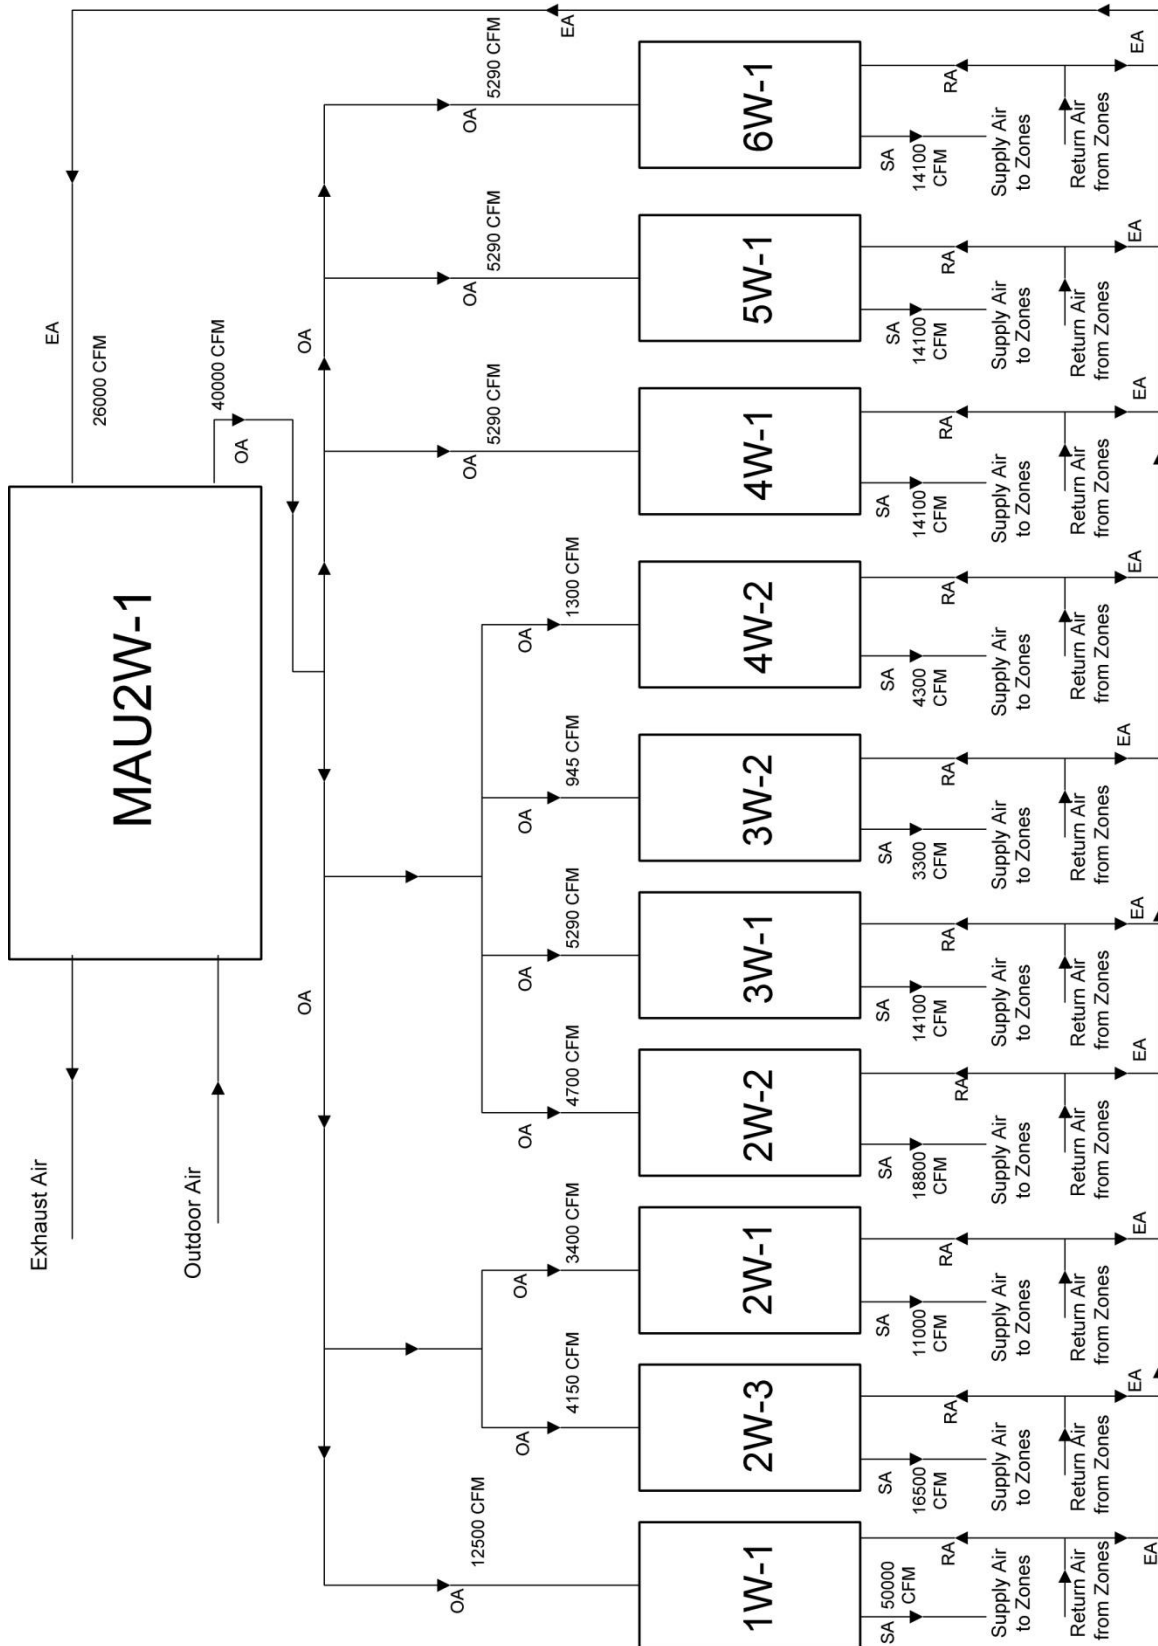 Exhaust Air
EA
26000 CFM
MAU2W-1
Outdoor Air
40000 CFM
OA
OA
OA
EA
12500 CFM
OA
4150 CFM
OA
3400 CFM
OA
4700 CFM
OA
5290 CFM
OA
945 CFM
OA
1300 CFM
OA
5290 CFM
OA
5290 CFM
OA
5290 CFM
OA
1W-1
2W-3
2W-1
2W-2
3W-1
3W-2
4W-2
4W-1
5W-1
6W-1
SA
50000
CFM
RA
Supply Air
to Zones
Return Air
from Zones
EA
SA
16500
CFM
RA
Supply Air
to Zones
Return Air
from Zones
EA
SA
11000
CFM
RA
Supply Air
to Zones
Return Air
from Zones
EA
SA
18800
CFM
RA
Supply Air
to Zones
Return Air
from Zones
EA
SA
14100
CFM
RA
Supply Air
to Zones
Return Air
from Zones
EA
SA
3300
CFM
RA
Supply Air
to Zones
Return Air
from Zones
EA
SA
4300
CFM
RA
Supply Air
to Zones
Return Air
from Zones
EA
SA
14100
CFM
RA
Supply Air
to Zones
Return Air
from Zones
EA
SA
14100
CFM
RA
Supply Air
to Zones
Return Air
from Zones
EA
SA
14100
CFM
RA
Supply Air
to Zones
Return Air
from Zones
EA